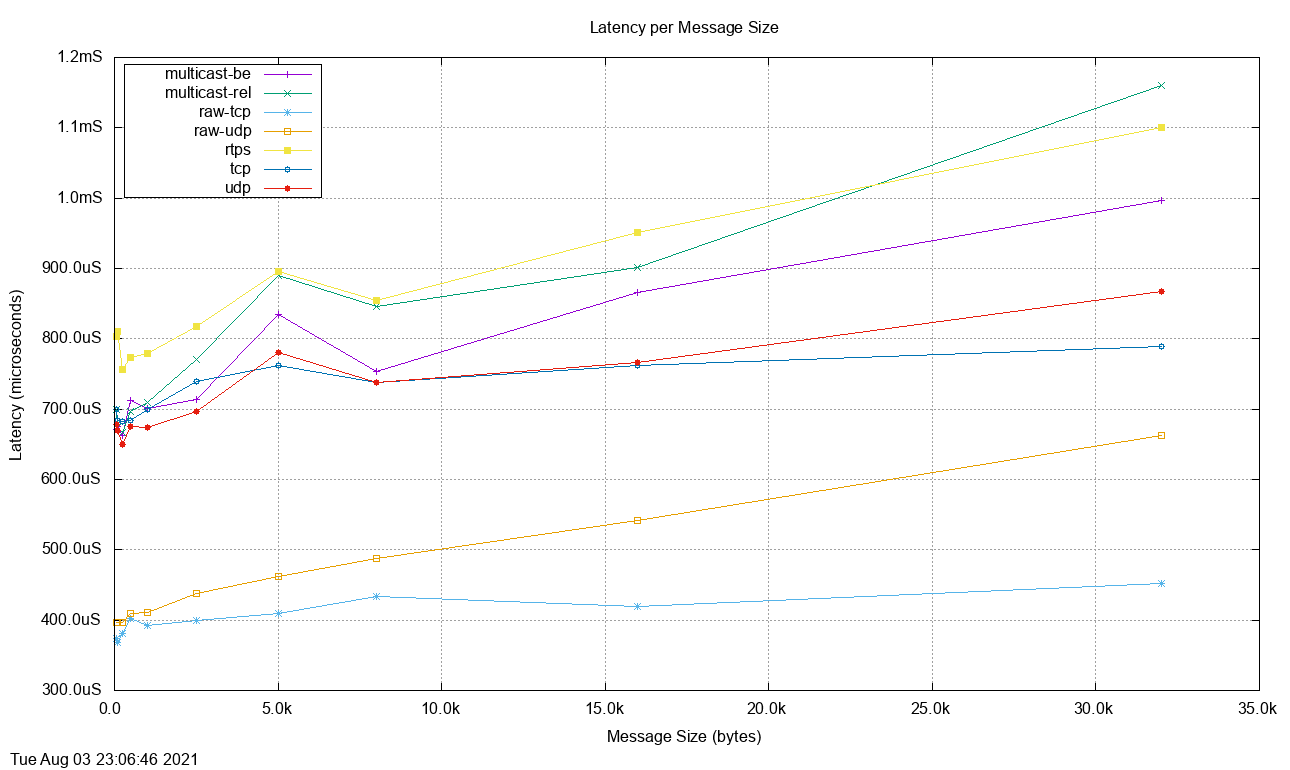 Latency per Message Size
1.2mS
1.1mS
1.0mS
900.0uS
800.0uS
700.0uS
600.0uS
500.0uS
400.0uS
300.0uS
Latency (microseconds)
multicast-be
multicast-rel
raw-tcp
raw-udp
rtps
tcp
udp
0.0 5.0k 10.0k 15.0k 20.0k 25.0k 30.0k 35.0k
Message Size (bytes)
Tue Aug 03 23:06:46 2021